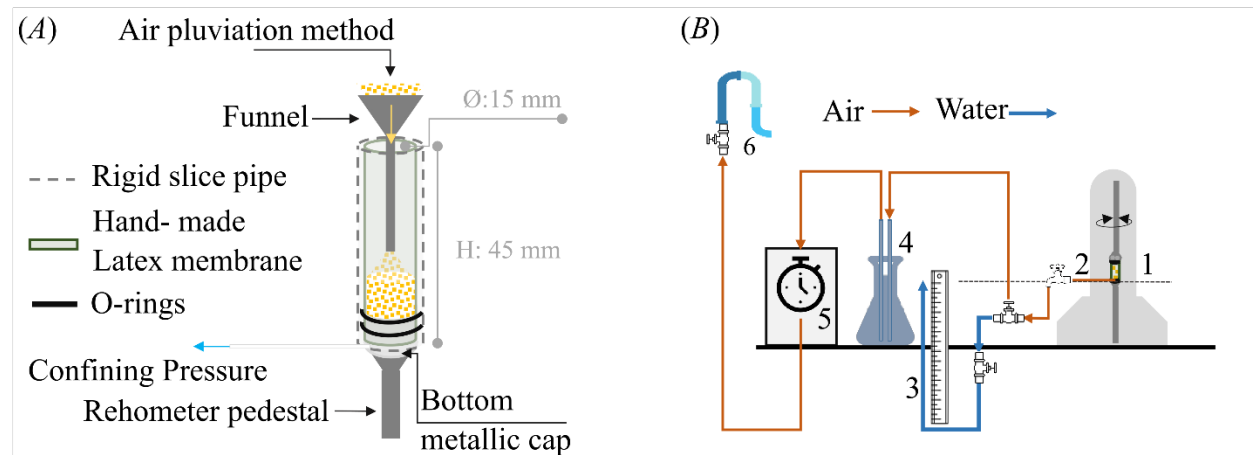 (A)
Air pluviation method
Ø:15 mm
Funnel
Rigid slice pipe
Hand- made
Latex membrane
H: 45 mm
O-rings
Confining Pressure
Rehometer pedestal
Bottom
metallic cap
(B)
Air
Water
6
4
2
1
5
3